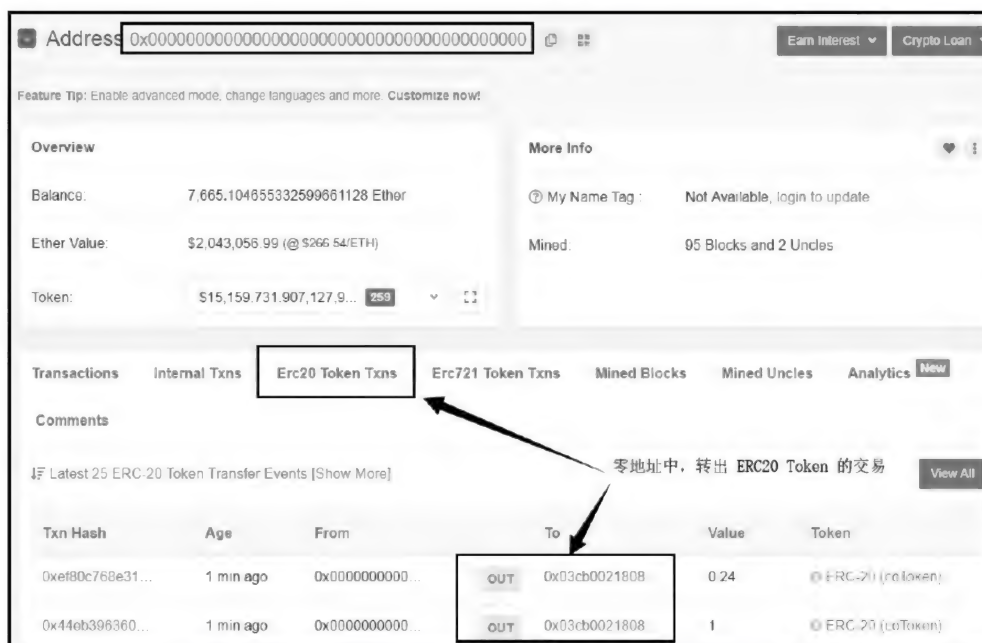 Address 0x0000000000000000000000000000000000000000
Earn Interest
Crypto Loan
Feature Tip: Enable advanced mode, change languages and more. Customize now!
Overview
More Info
Balance: 7,665.104655332599661128 Ether
My Name Tag : Not Available, login to update
Ether Value: $2,043,056.99 (@ $266.54/ETH)
Mined: 95 Blocks and 2 Uncles
Token: $15,159,731,907,127,9... 259
Transactions Internal Txns Erc20 Token Txns Erc721 Token Txns Mined Blocks Mined Uncles Analytics New
Comments
零地址中，转出 ERC20 Token 的交易
Latest 25 ERC-20 Token Transfer Events [Show More]
View All
Txn Hash Age From To Value Token
0xef80c768e31... 1 min ago 0x0000000000... OUT 0x03cb0021808... 0.24 ERC-20 (coToken)
0x44eb396360... 1 min ago 0x0000000000... OUT 0x03cb0021808... 1 ERC-20 (coToken)